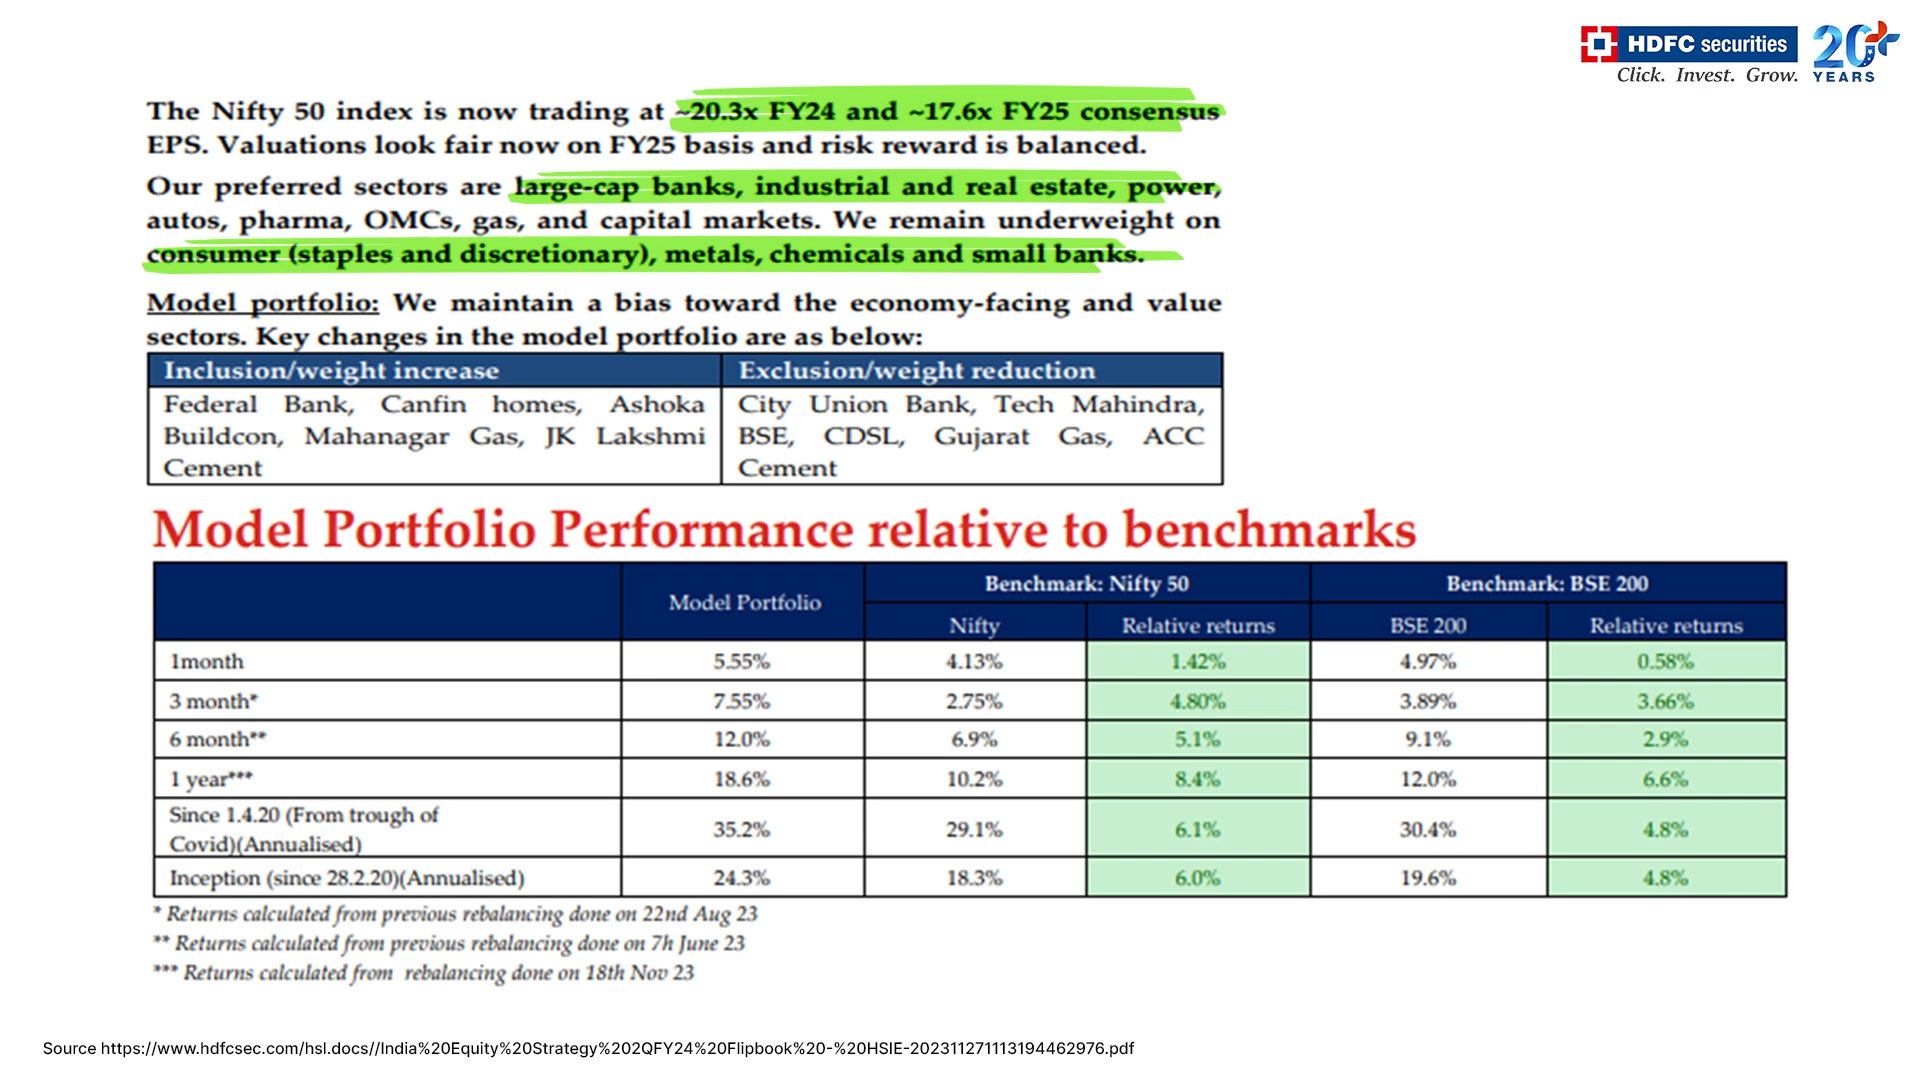 HDFC securities
Click. Invest. Grow.
20
YEARS
The Nifty 50 index is now trading at ~20.3x FY24 and ~17.6x FY25 consensus
EPS. Valuations look fair now on FY25 basis and risk reward is balanced.
Our preferred sectors are large-cap banks, industrial and real estate, power,
autos, pharma, OMCs, gas, and capital markets. We remain underweight on
consumer (staples and discretionary), metals, chemicals and small banks.
Model portfolio: We maintain a bias toward the economy-facing and value
sectors. Key changes in the model portfolio are as below:
Inclusion/weight increase Exclusion/weight reduction
Federal Bank, Canfin homes, Ashoka City Union Bank, Tech Mahindra,
Buildcon, Mahanagar Gas, JK Lakshmi BSE, CDSL, Gujarat Gas, ACC
Cement Cement
Model Portfolio Performance relative to benchmarks
Model Portfolio Benchmark: Nifty 50 Benchmark: BSE 200
Nifty Relative returns BSE 200 Relative returns
1month 5.55% 4.13% 1.42% 4.97% 0.58%
3 month* 7.55% 2.75% 4.80% 3.89% 3.66%
6 month** 12.0% 6.9% 5.1% 9.1% 2.9%
1 year*** 18.6% 10.2% 8.4% 12.0% 6.6%
Since 1.4.20 (From trough of
Covid)(Annualised) 35.2% 29.1% 6.1% 30.4% 4.8%
Inception (since 28.2.20)(Annualised) 24.3% 18.3% 6.0% 19.6% 4.8%
* Returns calculated from previous rebalancing done on 22nd Aug 23
** Returns calculated from previous rebalancing done on 7h June 23
*** Returns calculated from rebalancing done on 18th Nov 23
Source https://www.hdfcsec.com/hsl.docs//India%20Equity%20Strategy%202QFY24%20Flipbook%20-%20HSIE-202311271113194462976.pdf